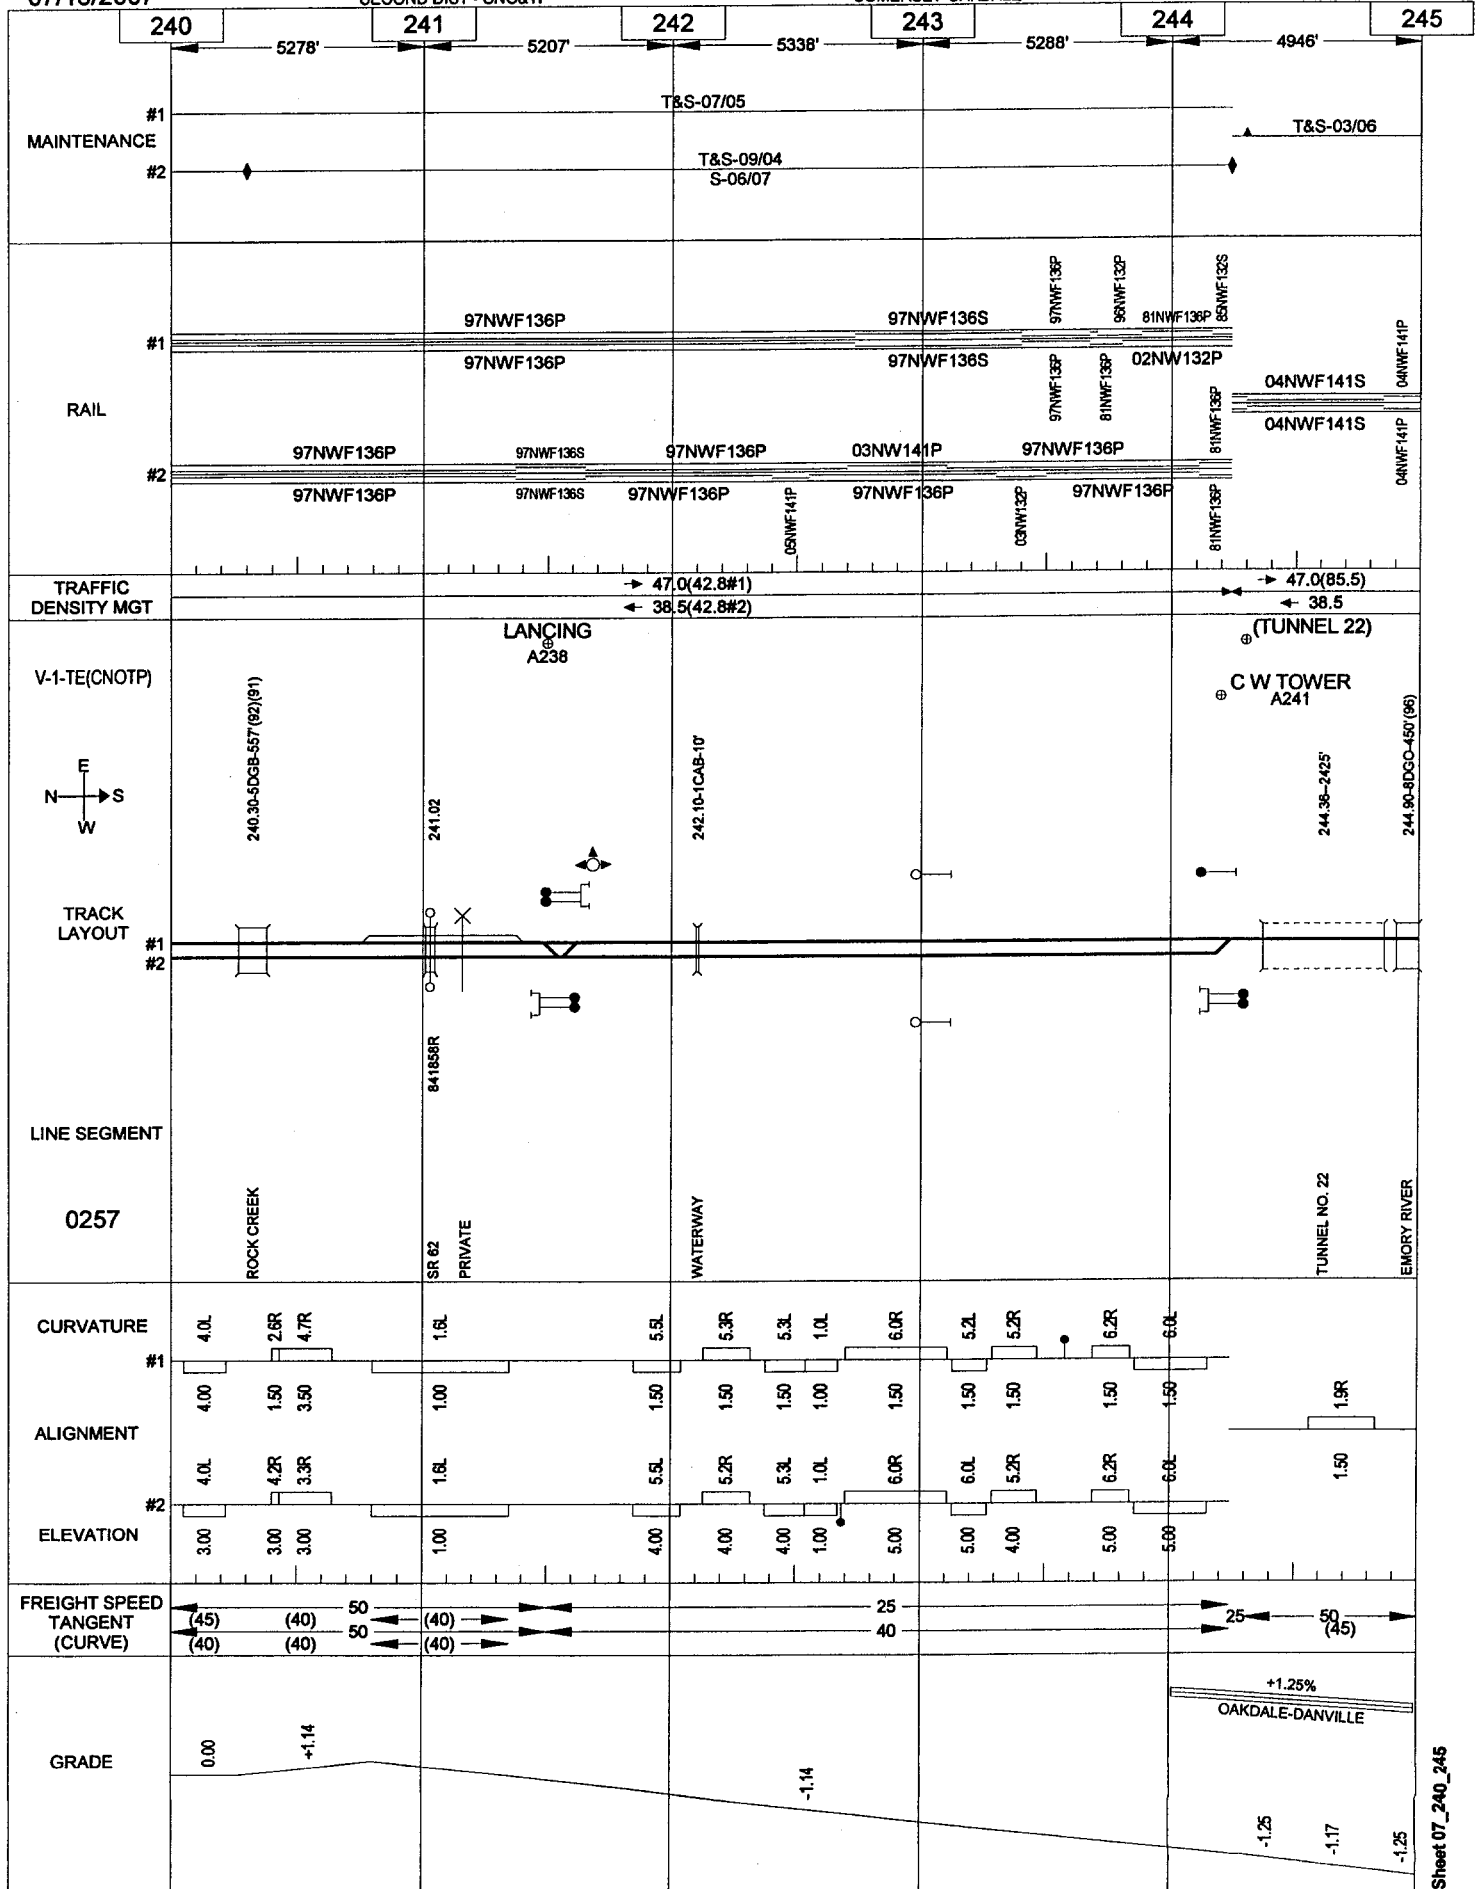 240 241 242 243 244 245
5278' 5207' 5338' 5288' 4946'
MAINTENANCE
#1
T&S-07/05
T&S-03/06
#2
T&S-09/04
S-06/07
RAIL
97NWF136P 96NWF132P 85NWF132S
#1
97NWF136P 97NWF136S 81NWF136P
97NWF136P 97NWF136S 02NW132P
97NWF136P 81NWF136P
04NWF141P
04NWF141S
04NWF141S
04NWF141P
81NWF136P
#2
97NWF136P 97NWF136S 97NWF136P 03NW141P 97NWF136P
97NWF136P 97NWF136S 97NWF136P 97NWF136P 97NWF136P
05NWF141P 03NW132P 81NWF136P
TRAFFIC
DENSITY MGT
47.0(42.8#1) 47.0(85.5)
38.5(42.8#2) 38.5
V-1-TE(CNOTP)
LANCING
A238
(TUNNEL 22)
C W TOWER
A241
E
N S
W
240.30-5DGB-557'(92)(91)
241.02
242.10-1CAB-10'
244.36--2425'
244.90-8DGO-450'(96)
TRACK
LAYOUT
#1
#2
841858R
LINE SEGMENT
0257
ROCK CREEK
SR 62
PRIVATE
WATERWAY
TUNNEL NO. 22
EMORY RIVER
CURVATURE
#1
4.0L 2.6R 4.7R 1.6L 5.5L 5.3R 5.3L 1.0L 6.0R 5.2L 5.2R 6.2R 6.0L
4.00 1.50 3.50 1.00 1.50 1.50 1.50 1.00 1.50 1.50 1.50 1.50 1.50
1.9R
ALIGNMENT
1.50
4.0L 4.2R 3.3R 1.6L 5.5L 5.2R 5.3L 1.0L 6.0R 6.0L 5.2R 6.2R 6.0L
#2
ELEVATION
3.00 3.00 3.00 1.00 4.00 4.00 4.00 1.00 5.00 5.00 4.00 5.00 5.00
FREIGHT SPEED
TANGENT
(CURVE)
50 25
(45) (40) (40) 25 50
50 40 (45)
(40) (40) (40)
GRADE
0.00 +1.14 -1.14 -1.25 -1.17 -1.25
+1.25%
OAKDALE-DANVILLE
Sheet 07_240_245